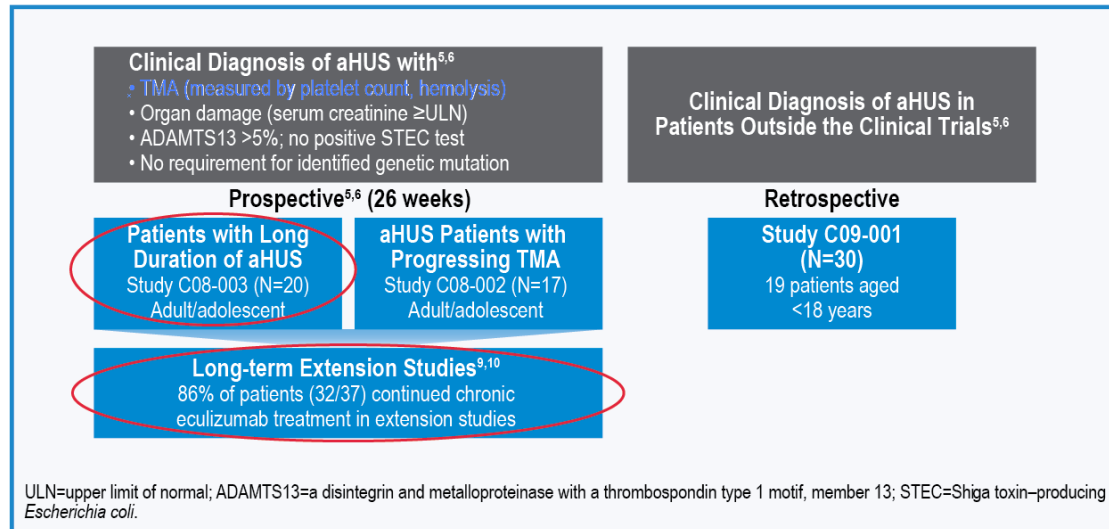 Clinical Diagnosis of aHUS with5,6
• TMA (measured by platelet count, hemolysis)
• Organ damage (serum creatinine ≥ULN)
• ADAMTS13 >5%; no positive STEC test
• No requirement for identified genetic mutation
Clinical Diagnosis of aHUS in
Patients Outside the Clinical Trials5,6
Prospective5,6 (26 weeks)
Retrospective
Patients with Long
Duration of aHUS
Study C08-003 (N=20)
Adult/adolescent
aHUS Patients with
Progressing TMA
Study C08-002 (N=17)
Adult/adolescent
Study C09-001
(N=30)
19 patients aged
<18 years
Long-term Extension Studies9,10
86% of patients (32/37) continued chronic
eculizumab treatment in extension studies
ULN=upper limit of normal; ADAMTS13=a disintegrin and metalloproteinase with a thrombospondin type 1 motif, member 13; STEC=Shiga toxin–producing
Escherichia coli.